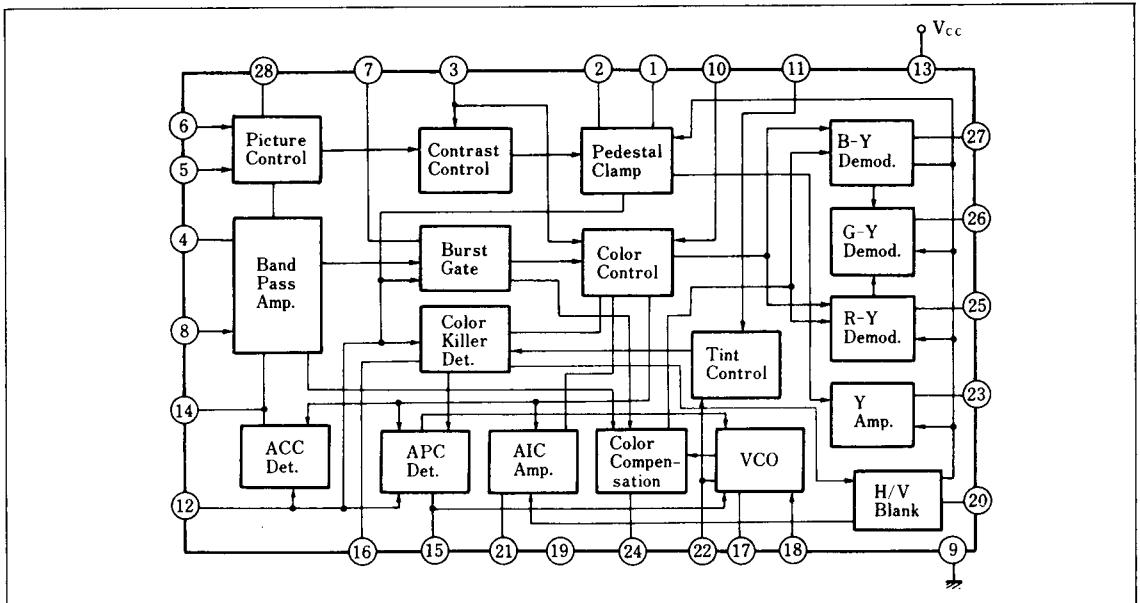 Vcc
28
7
3
2
1
10
11
13
6
5
4
8
14
12
Picture
Control
Contrast
Control
Pedestal
Clamp
B-Y
Demod.
27
G-Y
Demod.
26
Band
Pass
Amp.
Burst
Gate
Color
Control
R-Y
Demod.
25
Color
Killer
Det.
Tint
Control
Y
Amp.
23
ACC
Det.
APC
Det.
AIC
Amp.
Color
Compen-
sation
VCO
H/V
Blank
20
16
15
21
19
24
22
17
18
9